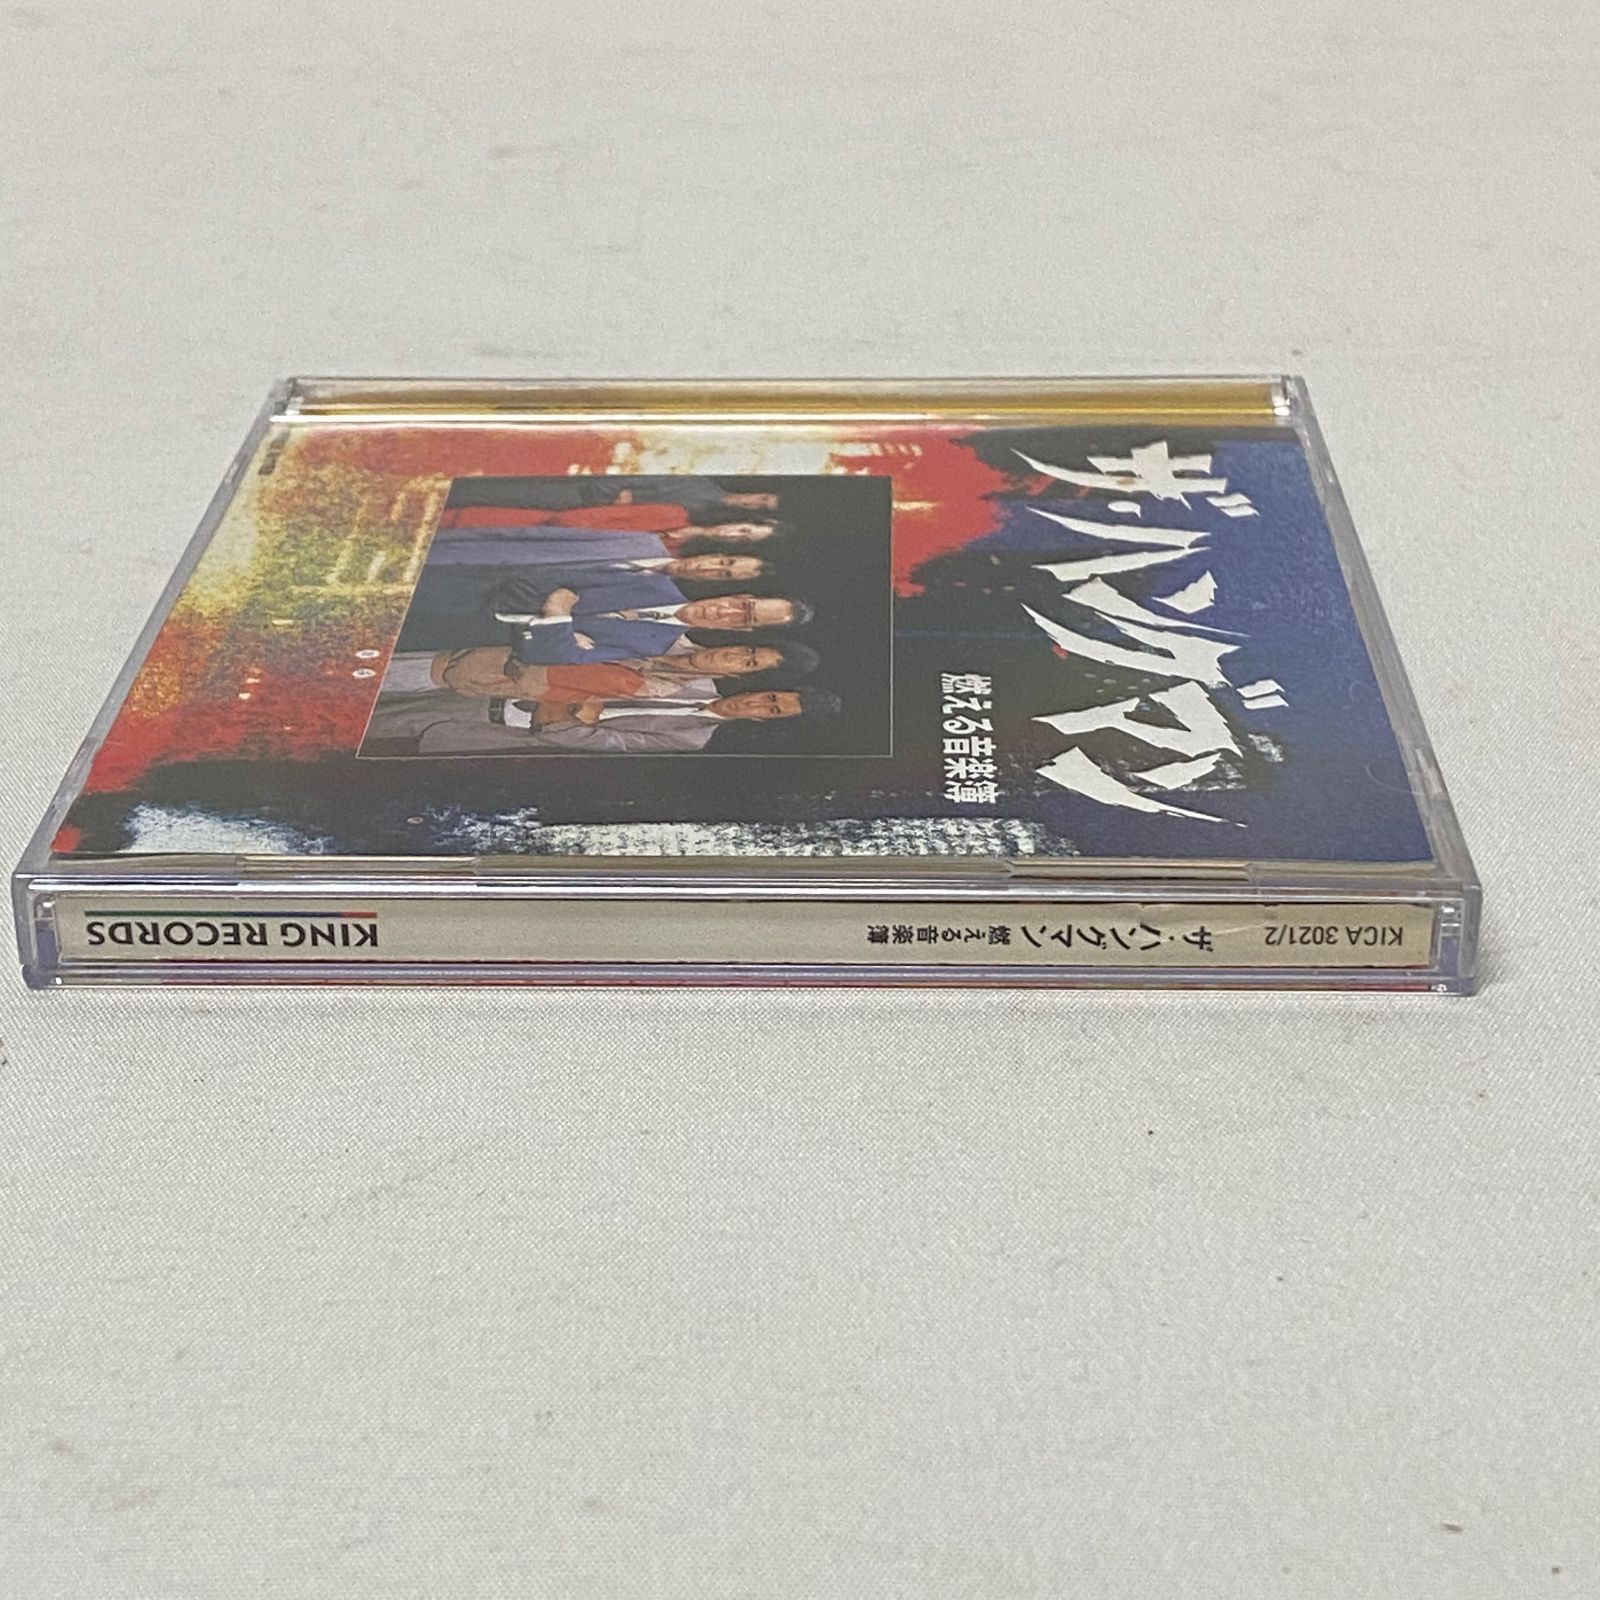 ザ・ハングマン
燃える音楽簿
KICA 3021/2
ザ・ハングマン 燃える音楽簿
KING RECORDS